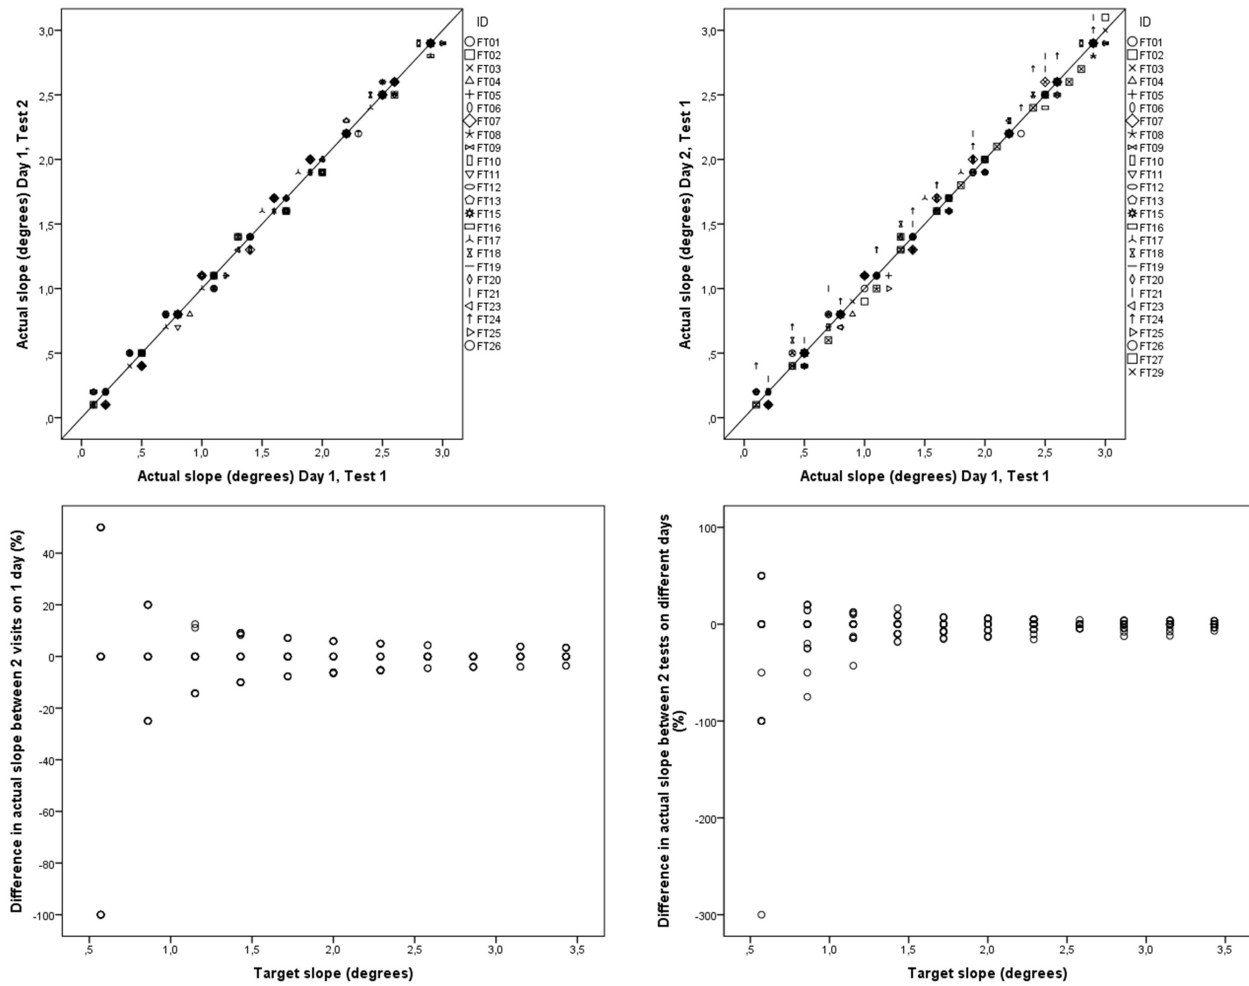 3,0
2,5
2,0
1,5
1,0
,5
,0
Actual slope (degrees) Day 1, Test 2
,0 ,5 1,0 1,5 2,0 2,5 3,0
Actual slope (degrees) Day 1, Test 1
ID
FT01
FT02
FT03
FT04
FT05
FT06
FT07
FT08
FT09
FT10
FT11
FT12
FT13
FT15
FT16
FT17
FT18
FT19
FT20
FT21
FT23
FT24
FT25
FT26
3,0
2,5
2,0
1,5
1,0
,5
,0
Actual slope (degrees) Day 2, Test 1
,0 ,5 1,0 1,5 2,0 2,5 3,0
Actual slope (degrees) Day 1, Test 1
ID
FT01
FT02
FT03
FT04
FT05
FT06
FT07
FT08
FT09
FT10
FT11
FT12
FT13
FT15
FT16
FT17
FT18
FT19
FT20
FT21
FT23
FT24
FT25
FT26
FT27
FT29
Difference in actual slope between 2 visits on 1 day (%)
40
20
0
-20
-40
-60
-80
-100
,5 1,0 1,5 2,0 2,5 3,0 3,5
Target slope (degrees)
Difference in actual slope between 2 tests on different days
(%)
100
0
-100
-200
-300
,5 1,0 1,5 2,0 2,5 3,0 3,5
Target slope (degrees)